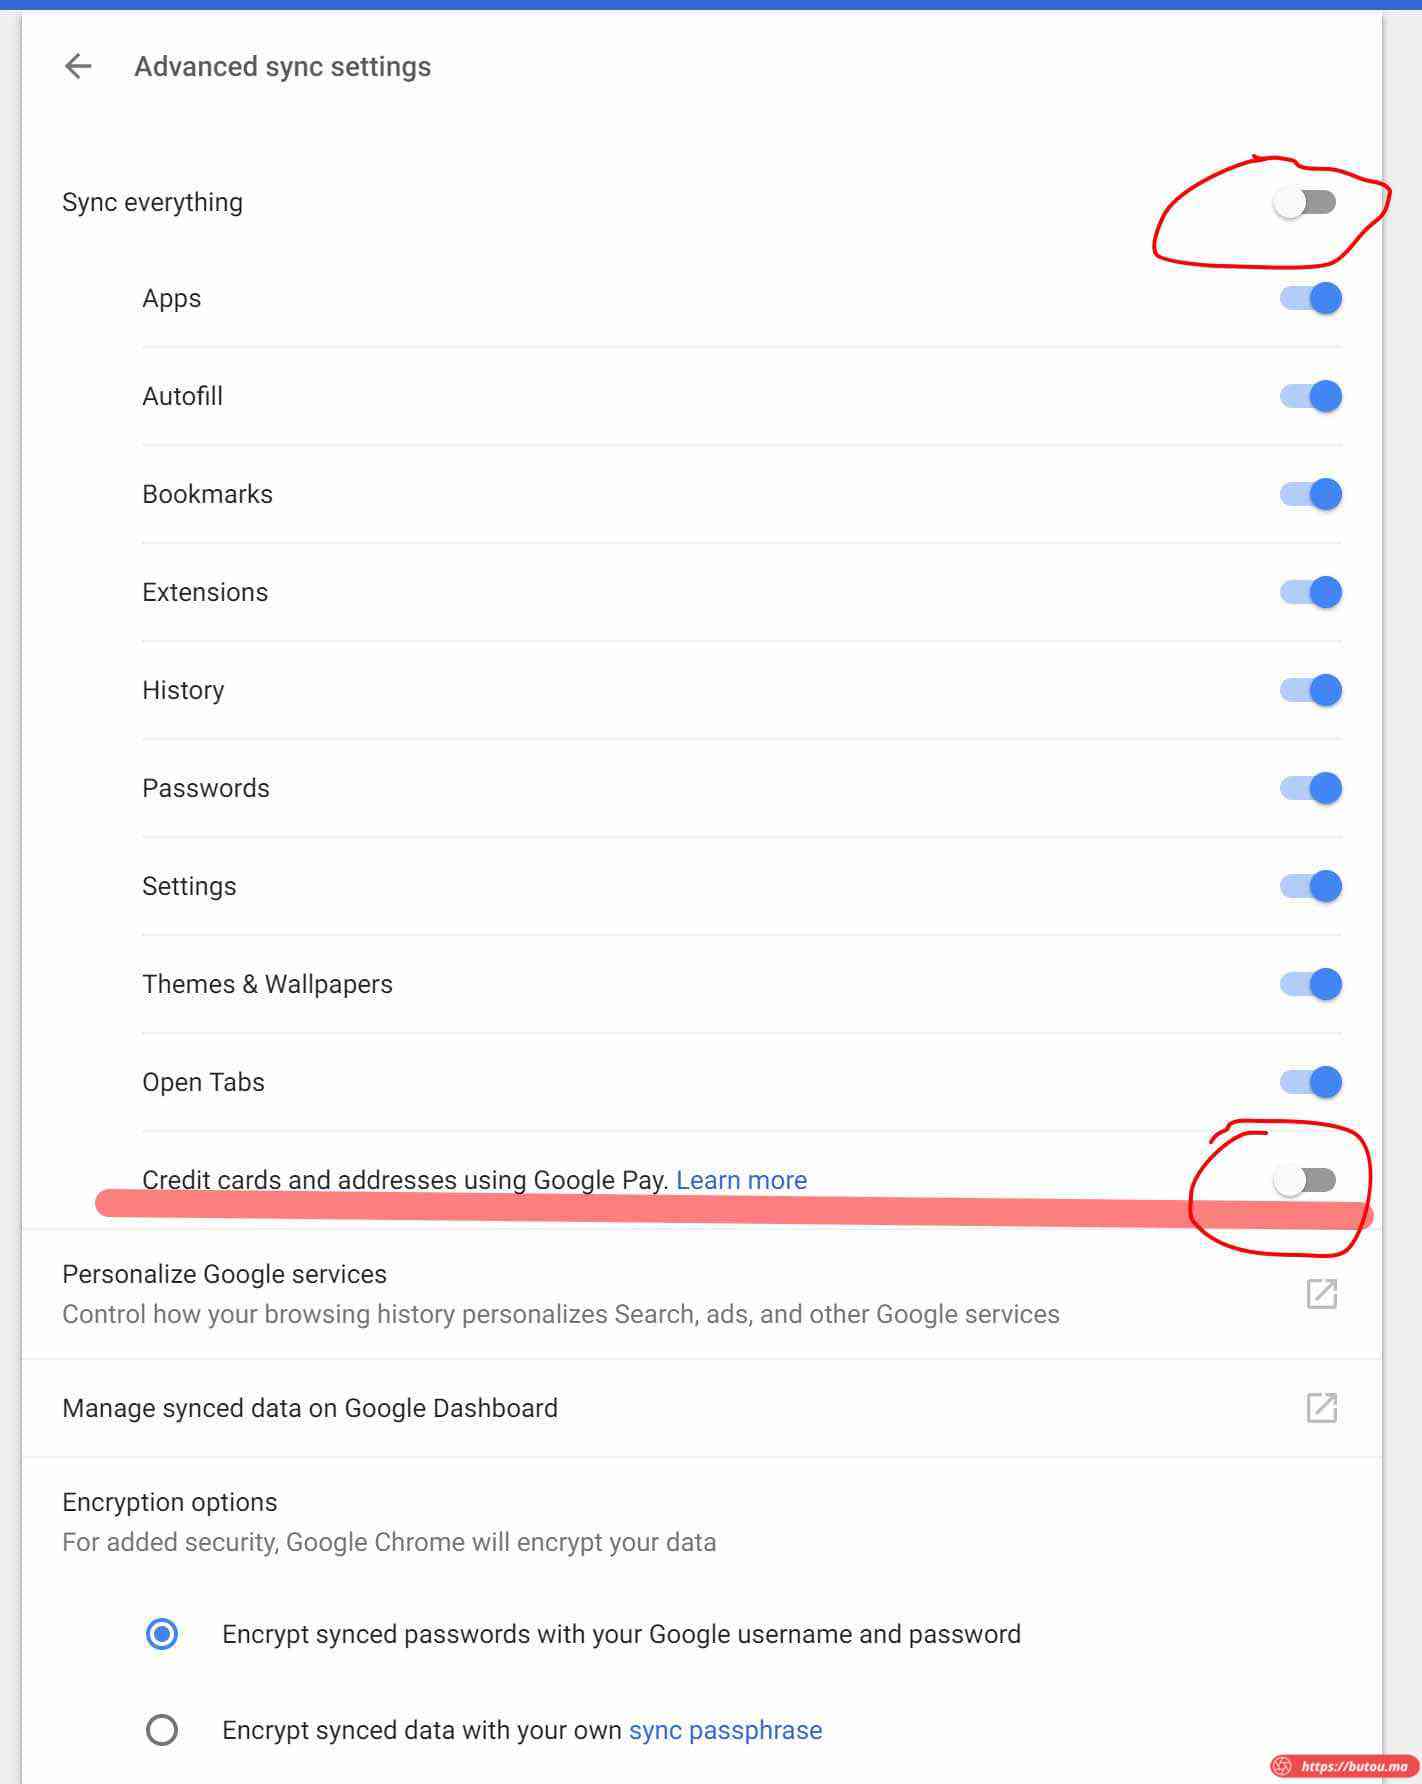 Advanced sync settings
Sync everything
Apps
Autofill
Bookmarks
Extensions
History
Passwords
Settings
Themes & Wallpapers
Open Tabs
Credit cards and addresses using Google Pay. Learn more
Personalize Google services
Control how your browsing history personalizes Search, ads, and other Google services
Manage synced data on Google Dashboard
Encryption options
For added security, Google Chrome will encrypt your data
Encrypt synced passwords with your Google username and password
Encrypt synced data with your own sync passphrase
https://butou.ma